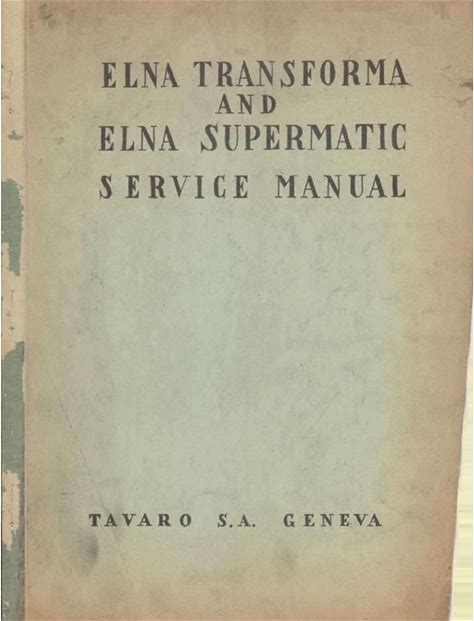 ELNA TRANSFORMA
AND
ELNA SUPERMATIC
SERVICE MANUAL
TAVARO S.A. GENEVA